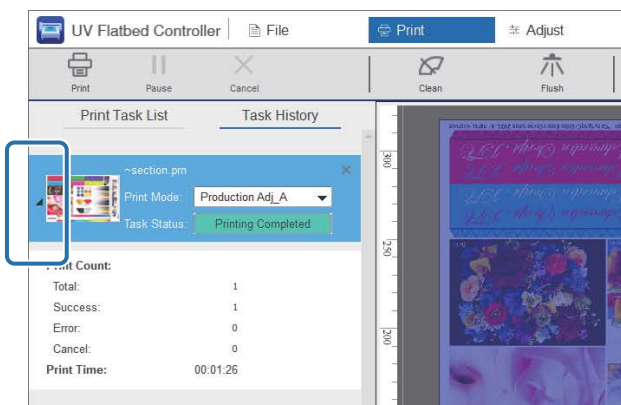 UV Flatbed Controller
File
Print
Adjust
Print
Pause
Cancel
Clean
Flush
Print Task List
Task History
~section.prn
Print Mode: Production Adj_A
Task Status: Printing Completed
Print Count:
Total: 1
Success: 1
Error: 0
Cancel: 0
Print Time: 00:01:26
300
250
200